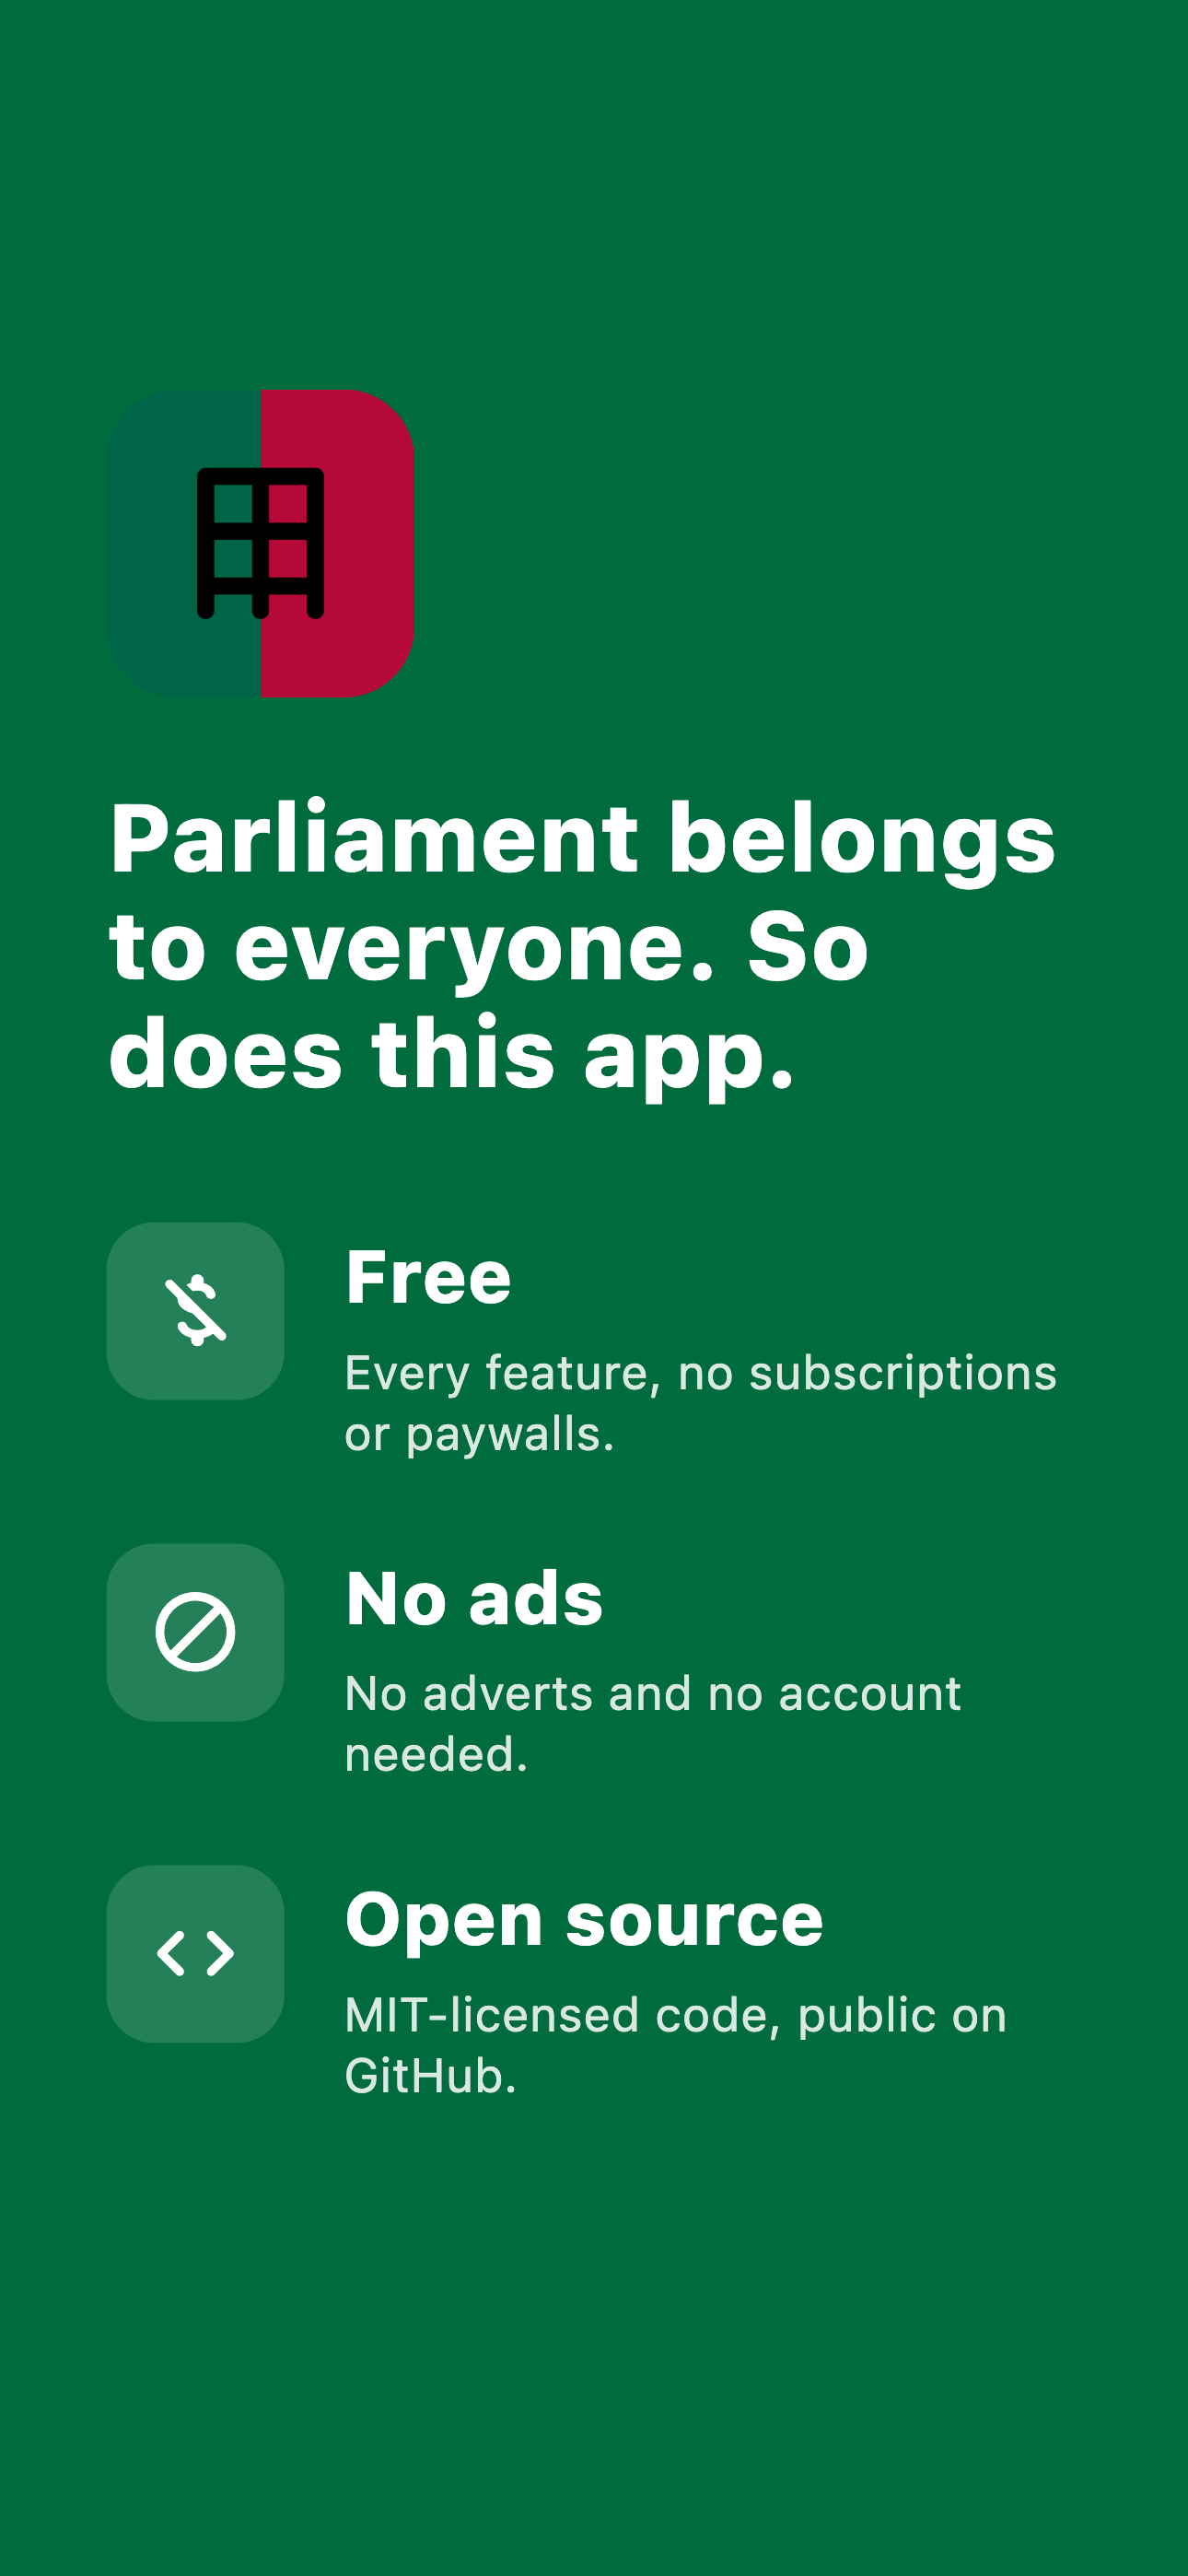 Parliament belongs
to everyone. So
does this app.
Free
Every feature, no subscriptions
or paywalls.
No ads
No adverts and no account
needed.
Open source
MIT-licensed code, public on
GitHub.